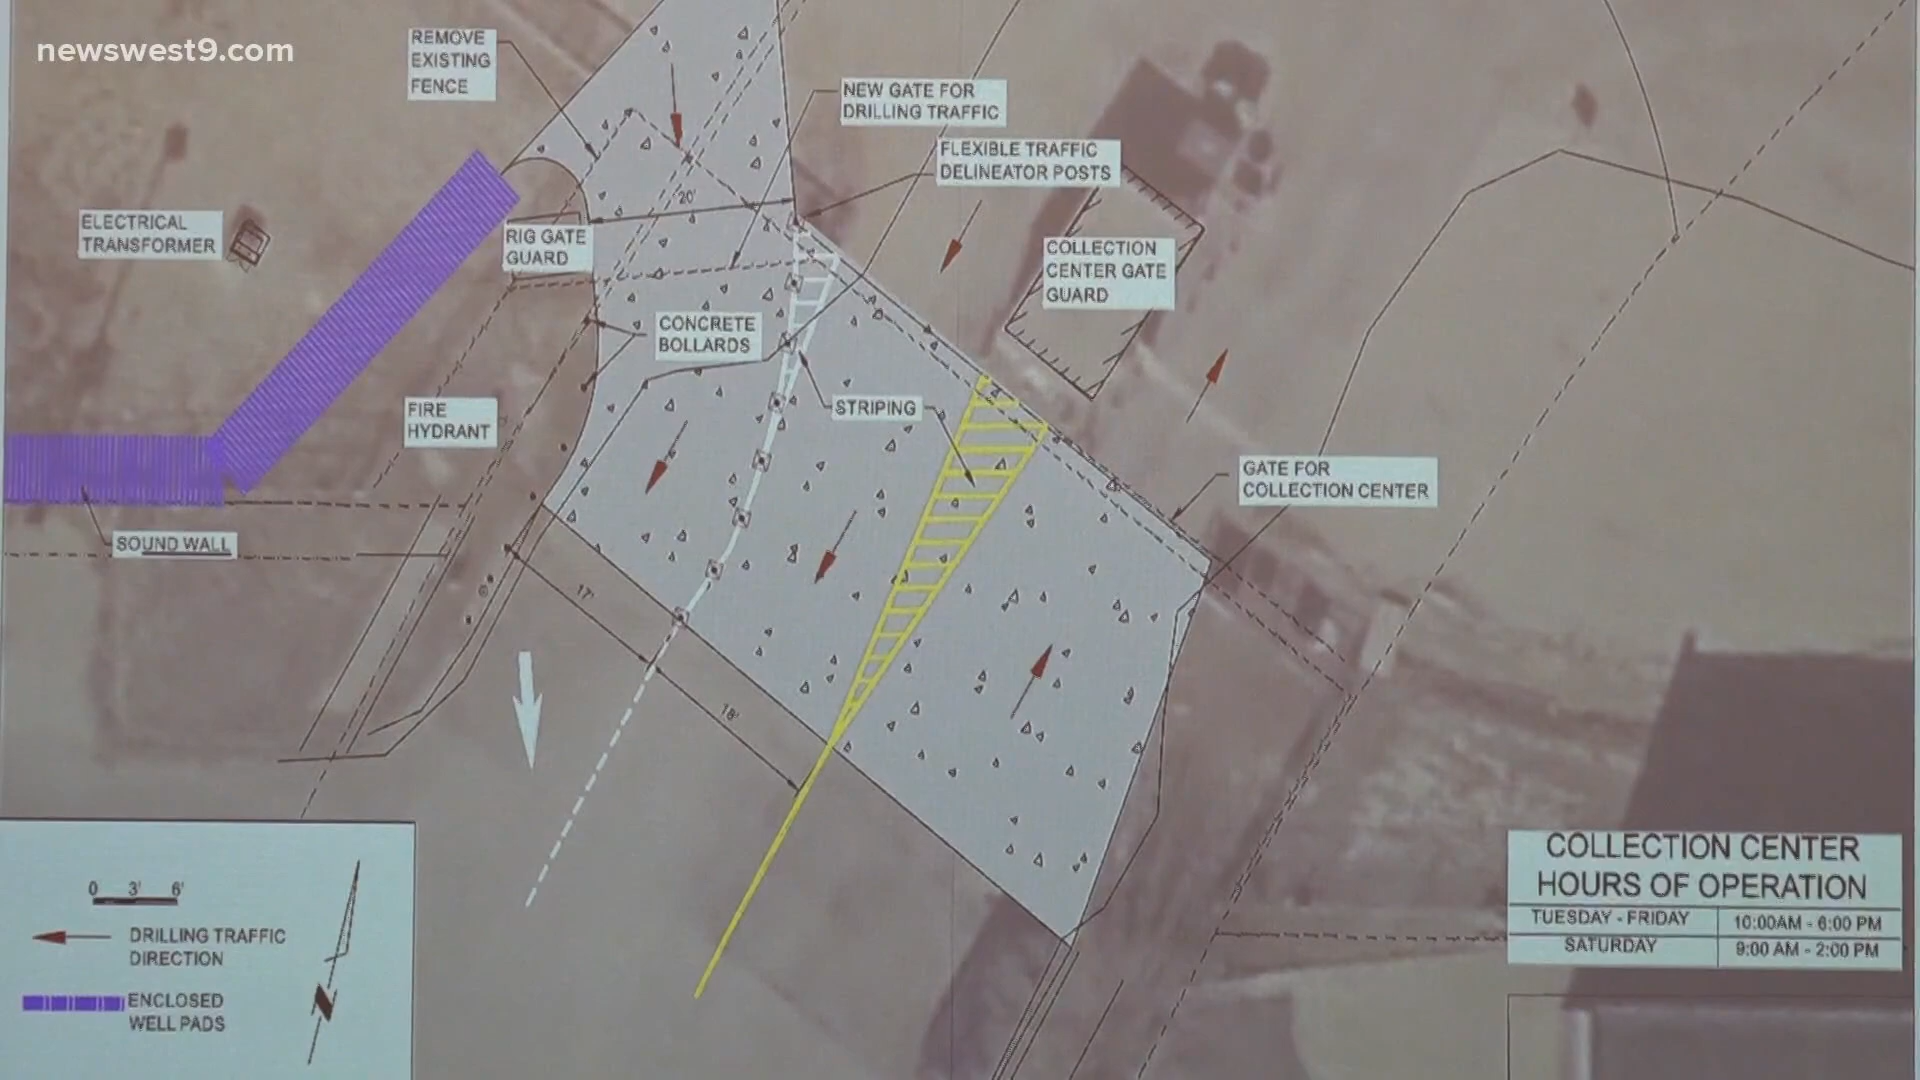 newswest9.com
REMOVE
EXISTING
FENCE
NEW GATE FOR
DRILLING TRAFFIC
FLEXIBLE TRAFFIC
DELINEATOR POSTS
ELECTRICAL
TRANSFORMER
20'
RIG GATE
GUARD
COLLECTION
CENTER GATE
GUARD
CONCRETE
BOLLARDS
FIRE
HYDRANT
STRIPING
GATE FOR
COLLECTION CENTER
SOUND WALL
17'
18'
0 3' 6'
DRILLING TRAFFIC
DIRECTION
ENCLOSED
WELL PADS
N
COLLECTION CENTER
HOURS OF OPERATION
TUESDAY - FRIDAY 10:00AM - 6:00 PM
SATURDAY 9:00 AM - 2:00 PM